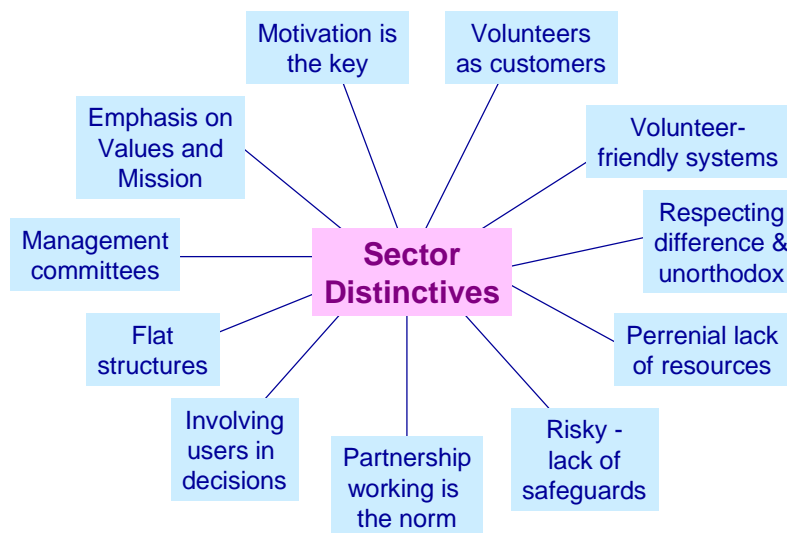 Motivation is
the key
Volunteers
as customers
Emphasis on
Values and
Mission
Volunteer-
friendly systems
Respecting
difference &
unorthodox
Management
committees
Sector
Distinctives
Flat
structures
Perrenial lack
of resources
Involving
users in
decisions
Partnership
working is
the norm
Risky -
lack of
safeguards